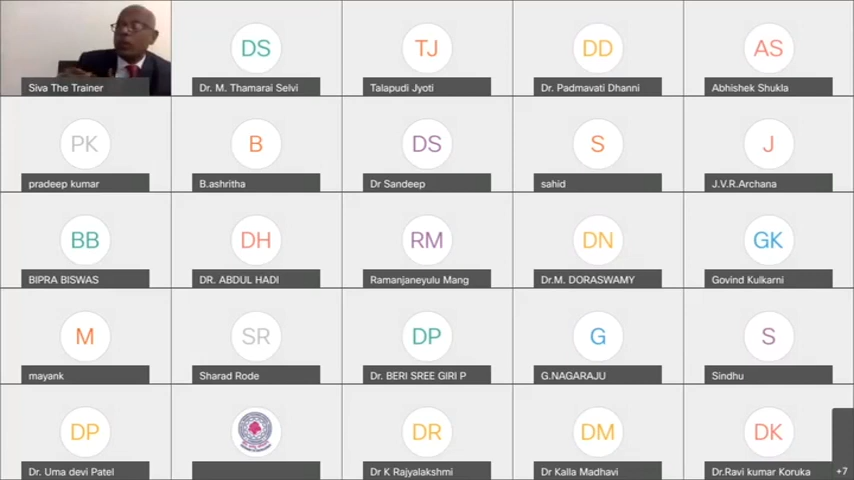 DS
TJ
DD
AS
Siva The Trainer
Dr. M. Thamarai Selvi
Talapudi Jyoti
Dr. Padmavati Dhanni
Abhishek Shukla
PK
B
DS
S
J
pradeep kumar
B.ashritha
Dr Sandeep
sahid
J.V.R.Archana
BB
DH
RM
DN
GK
BIPRA BISWAS
DR. ABDUL HADI
Ramanjaneyulu Mang
Dr.M. DORASWAMY
Govind Kulkarni
M
SR
DP
G
S
mayank
Sharad Rode
Dr. BERI SREE GIRI P
G.NAGARAJU
Sindhu
DP
DR
DM
DK
Dr. Uma devi Patel
Dr K Rajyalakshmi
Dr Kalla Madhavi
Dr.Ravi kumar Koruka
+7